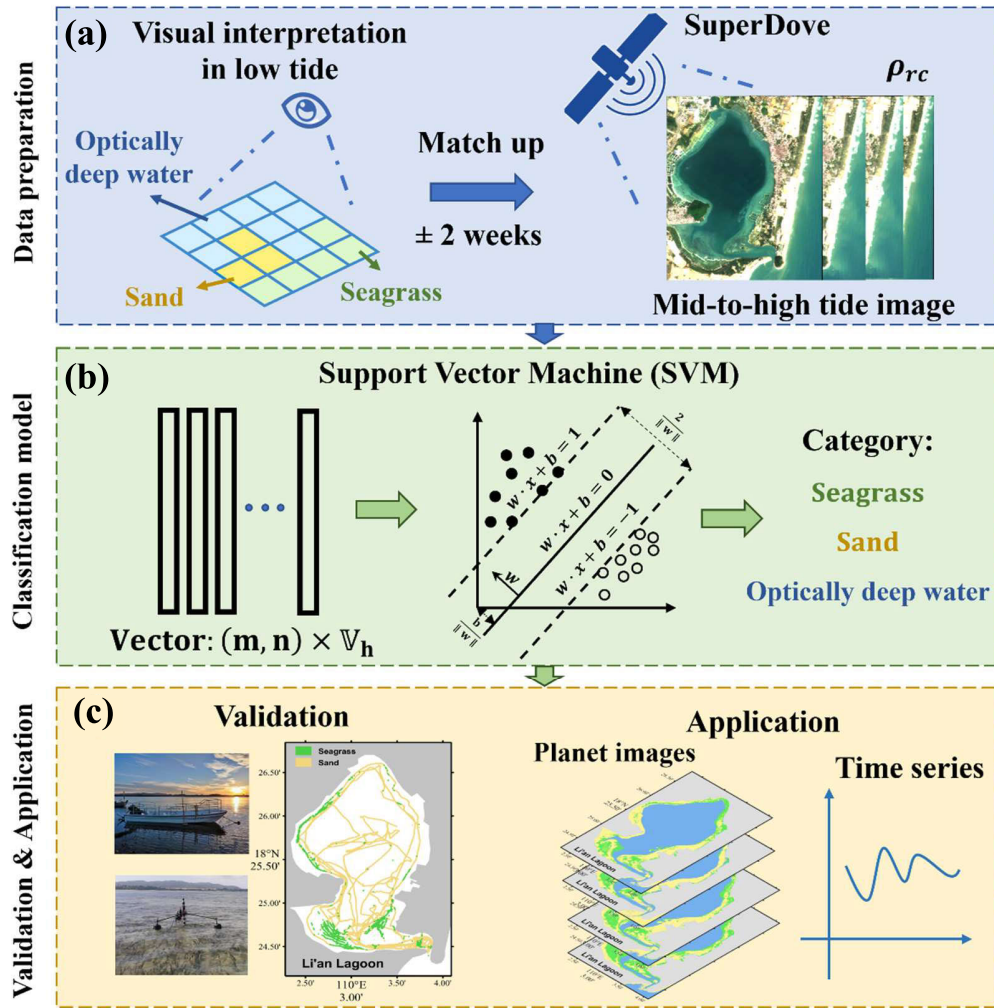 Data preparation
(a)
Visual interpretation
in low tide
Optically
deep water
Sand
Seagrass
Match up
± 2 weeks
SuperDove
ρrc
Mid-to-high tide image
Classification model
(b)
Support Vector Machine (SVM)
Vector: (m, n) × 𝕍h
w · x + b = 1
w · x + b = 0
w · x + b = −1
2
‖w‖
w
b
‖w‖
Category:
Seagrass
Sand
Optically deep water
Validation & Application
(c)
Validation
Seagrass
Sand
26.50'
26.00'
18°N
25.50'
25.00'
24.50'
Li'an Lagoon
110°E
3.00'
3.50'
4.00'
Application
Planet images
Li'an Lagoon
Li'an Lagoon
Li'an Lagoon
Li'an Lagoon
Time series